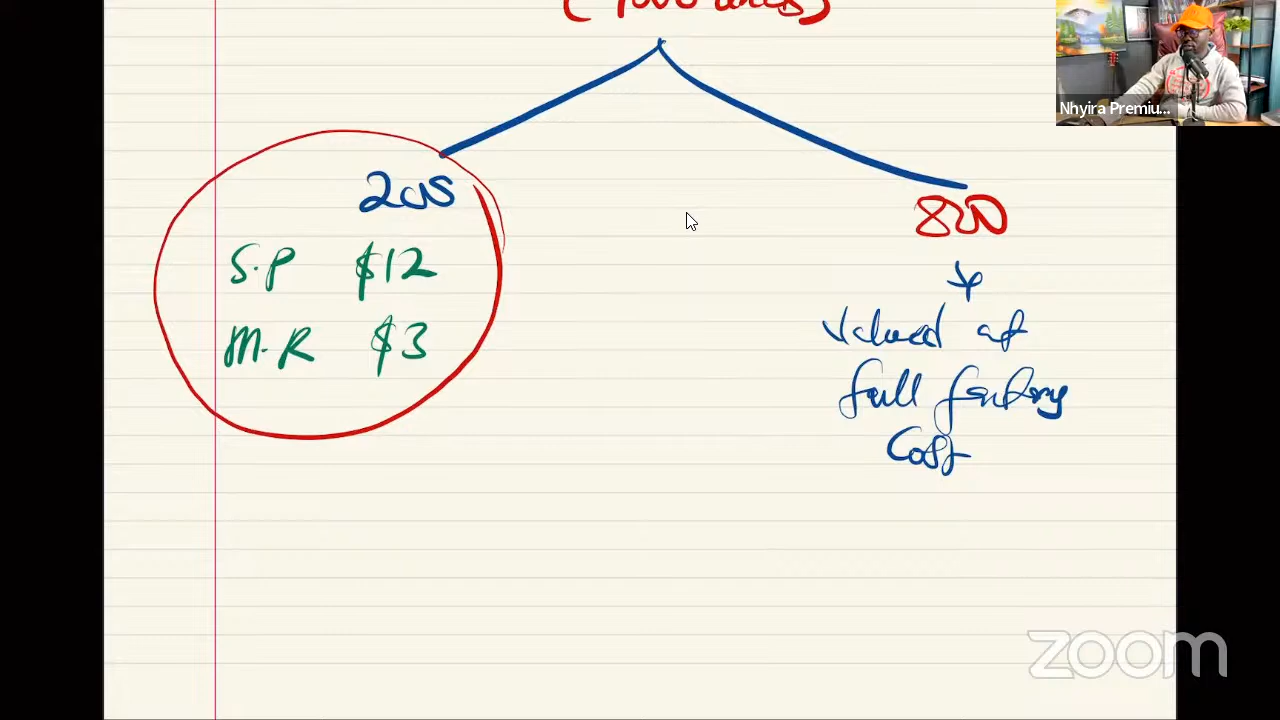 Nhyira Premiu...
200
S.P $12
M.R $3
800
Valued at
full factory
Cost
zoom